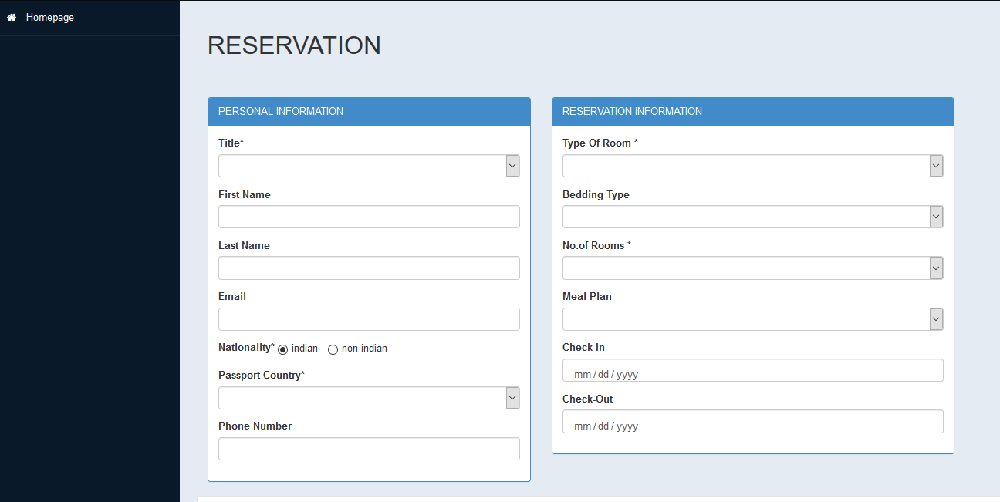 Homepage
RESERVATION
PERSONAL INFORMATION
Title*
First Name
Last Name
Email
Nationality* indian non-indian
Passport Country*
Phone Number
RESERVATION INFORMATION
Type Of Room *
Bedding Type
No.of Rooms *
Meal Plan
Check-In
mm / dd / yyyy
Check-Out
mm / dd / yyyy